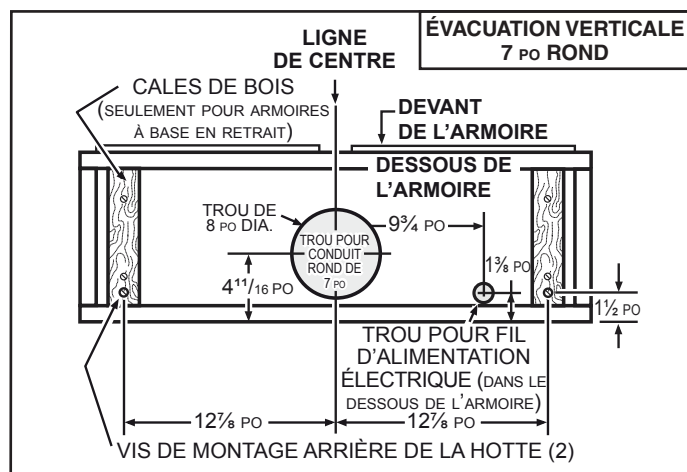 ÉVACUATION VERTICALE
7 PO ROND
LIGNE
DE CENTRE
CALES DE BOIS
(SEULEMENT POUR ARMOIRES
À BASE EN RETRAIT)
DEVANT
DE L’ARMOIRE
DESSOUS DE
L’ARMOIRE
TROU DE
8 PO DIA.
TROU POUR
CONDUIT
ROND DE
7 PO
9¾ PO
1⅜ PO
4¹¹/₁₆ PO
1½ PO
TROU POUR FIL
D’ALIMENTATION
ÉLECTRIQUE (DANS LE
DESSOUS DE L’ARMOIRE)
12⅞ PO
12⅞ PO
VIS DE MONTAGE ARRIÈRE DE LA HOTTE (2)